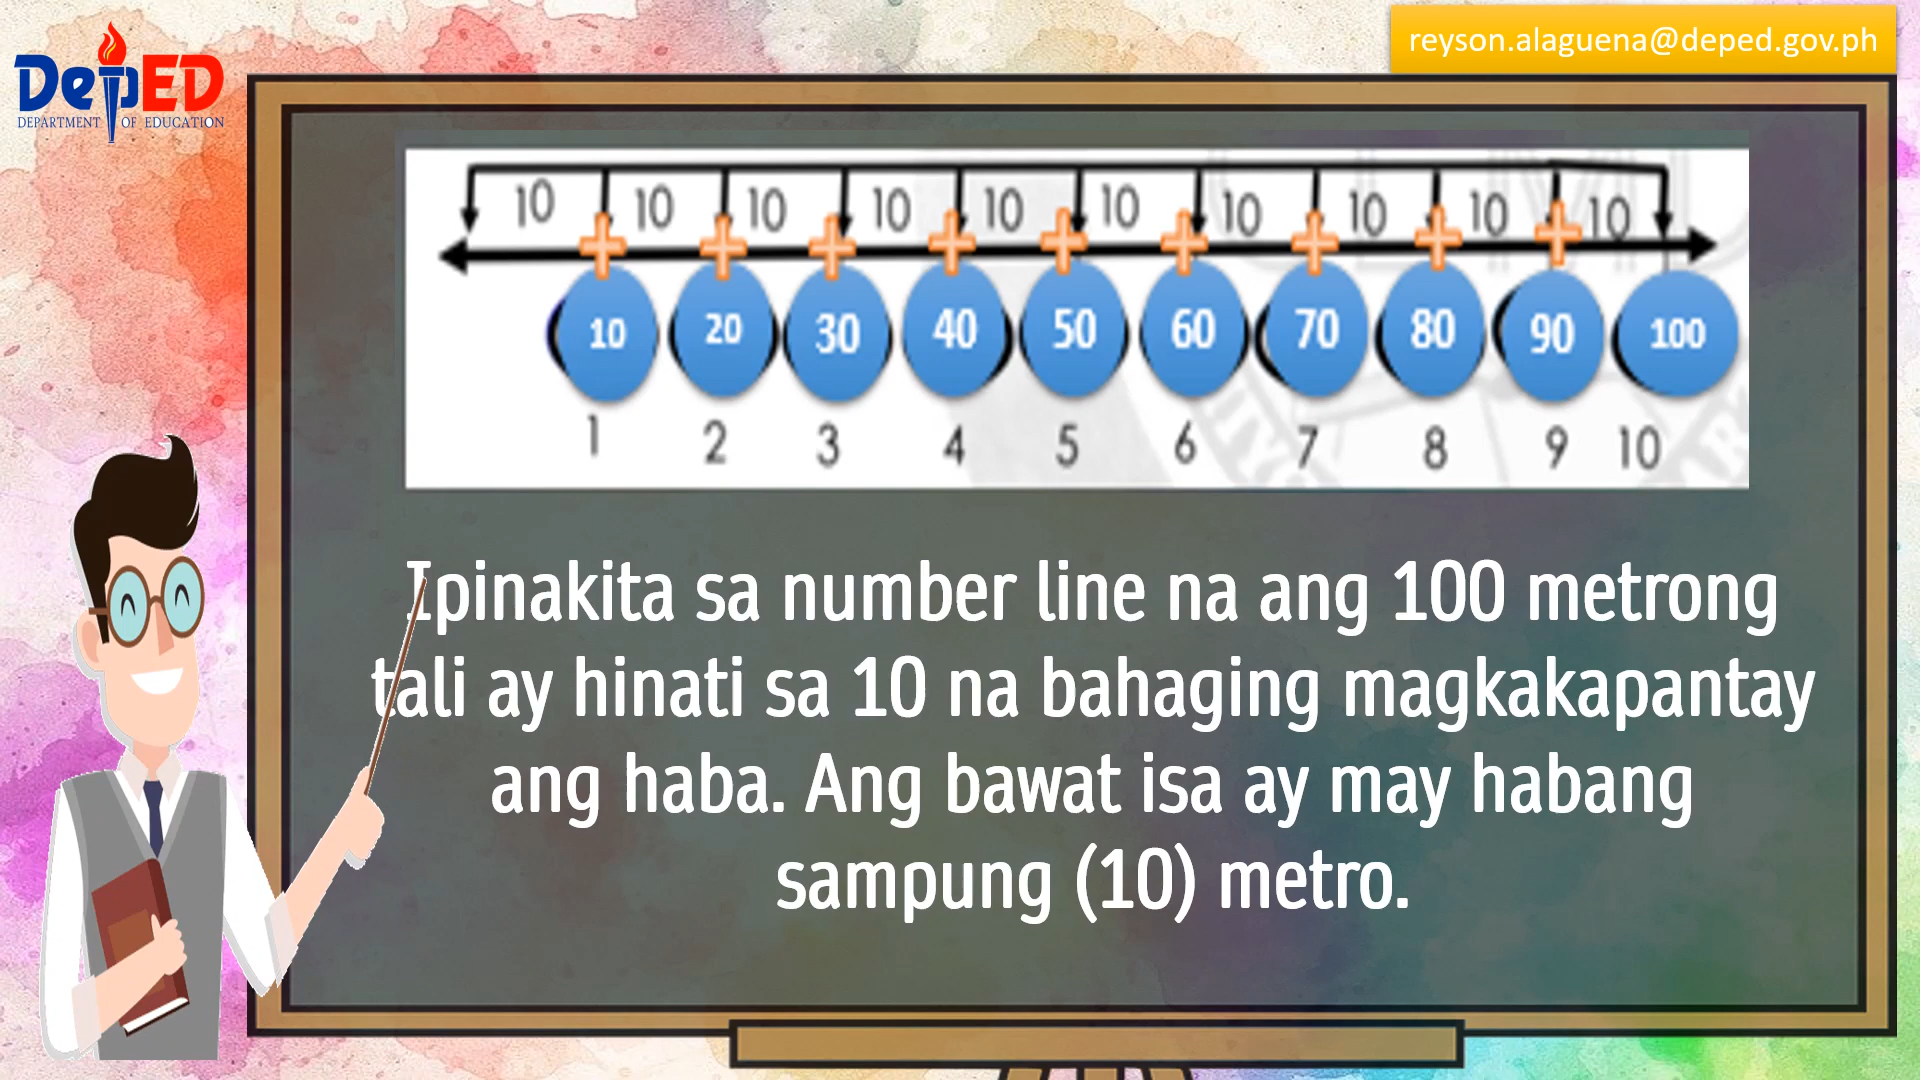 reyson.alaguena@deped.gov.ph
DepED
DEPARTMENT OF EDUCATION
10 10 10 10 10 10 10 10 10 10
10 20 30 40 50 60 70 80 90 100
1 2 3 4 5 6 7 8 9 10
Ipinakita sa number line na ang 100 metrong
tali ay hinati sa 10 na bahaging magkakapantay
ang haba. Ang bawat isa ay may habang
sampung (10) metro.